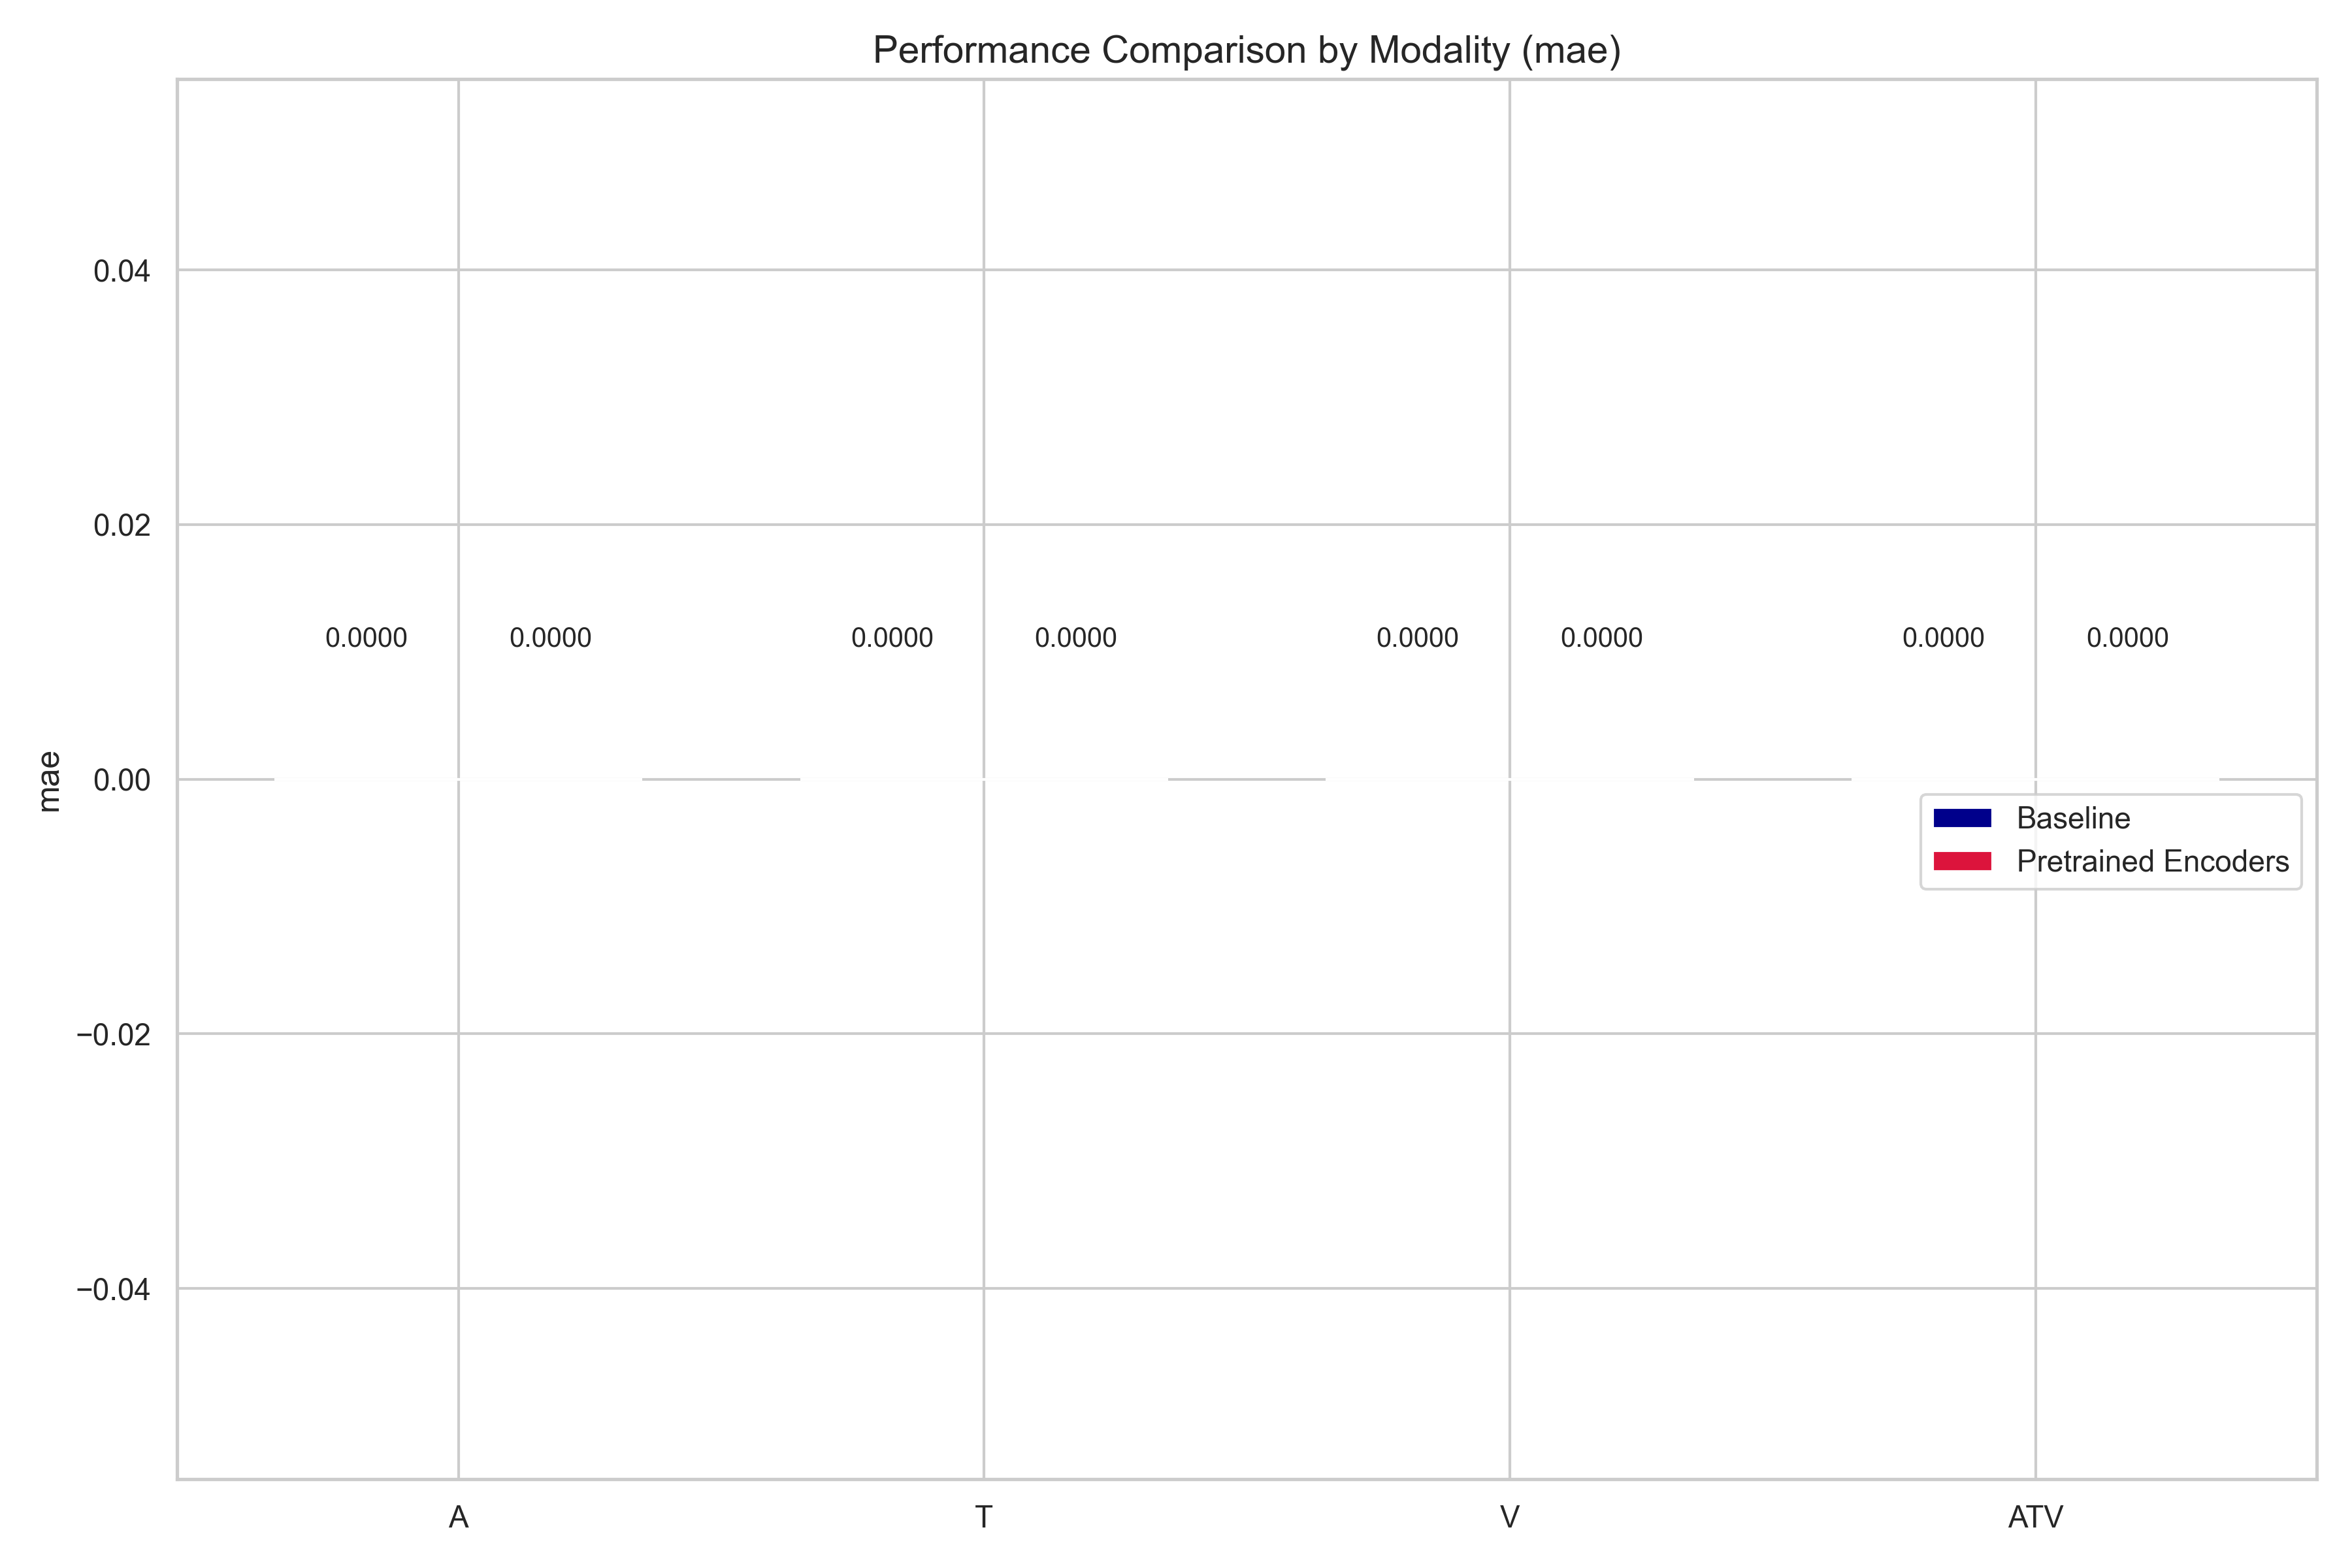 Performance Comparison by Modality (mae)
mae
0.04
0.02
0.00
−0.02
−0.04
0.0000 0.0000 0.0000 0.0000 0.0000 0.0000 0.0000 0.0000
Baseline
Pretrained Encoders
A T V ATV